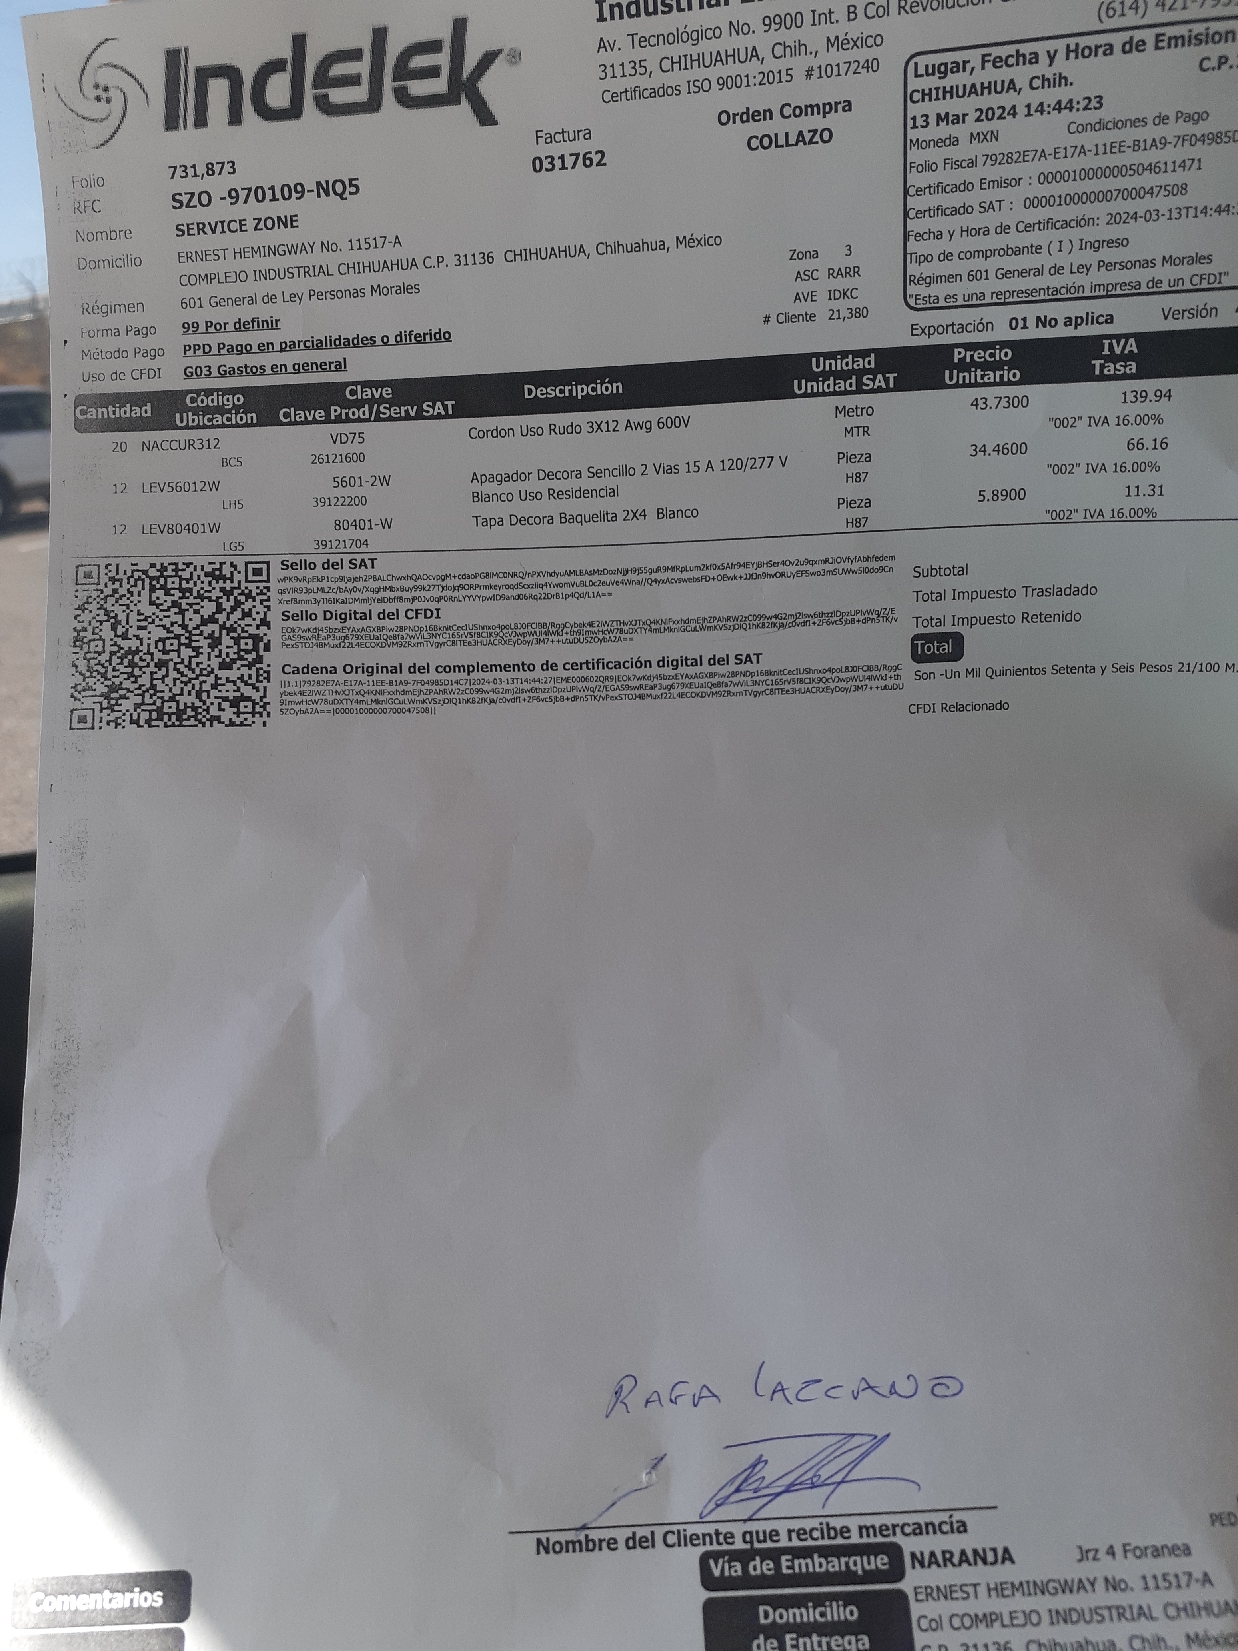 Indelek®
Av. Tecnológico No. 9900 Int. B Col
31135, CHIHUAHUA, Chih., México
Certificados ISO 9001:2015 #1017240
(614)
Factura
031762
Orden Compra
COLLAZO
Lugar, Fecha y Hora de Emision
C.P.
CHIHUAHUA, Chih.
13 Mar 2024 14:44:23
Moneda MXN Condiciones de Pago
Folio Fiscal 79282E7A-E17A-11EE-B1A9-7F04985D
Certificado Emisor : 00001000000504611471
Certificado SAT : 00001000000700047508
Fecha y Hora de Certificación: 2024-03-13T14:44:
Tipo de comprobante ( I ) Ingreso
Régimen 601 General de Ley Personas Morales
"Esta es una representación impresa de un CFDI"
Folio 731,873
RFC SZO -970109-NQ5
Nombre SERVICE ZONE
Domicilio ERNEST HEMINGWAY No. 11517-A
COMPLEJO INDUSTRIAL CHIHUAHUA C.P. 31136 CHIHUAHUA, Chihuahua, México
Régimen 601 General de Ley Personas Morales
Forma Pago 99 Por definir
Método Pago PPD Pago en parcialidades o diferido
Uso de CFDI G03 Gastos en general
Zona 3
ASC RARR
AVE IDKC
# Cliente 21,380
Exportación 01 No aplica Versión
Cantidad Código Ubicación Clave Clave Prod/Serv SAT Descripción Unidad Unidad SAT Precio Unitario IVA Tasa
20 NACCUR312 VD75 Cordon Uso Rudo 3X12 Awg 600V Metro 43.7300 139.94
BC5 26121600 MTR "002" IVA 16.00%
12 LEV56012W 5601-2W Apagador Decora Sencillo 2 Vias 15 A 120/277 V Pieza 34.4600 66.16
LH5 39122200 Blanco Uso Residencial H87 "002" IVA 16.00%
12 LEV80401W 80401-W Tapa Decora Baquelita 2X4 Blanco Pieza 5.8900 11.31
LG5 39121704 H87 "002" IVA 16.00%
Sello del SAT
Sello Digital del CFDI
Cadena Original del complemento de certificación digital del SAT
Subtotal
Total Impuesto Trasladado
Total Impuesto Retenido
Total
Son -Un Mil Quinientos Setenta y Seis Pesos 21/100 M.
CFDI Relacionado
RAFA LAZCANO
Nombre del Cliente que recibe mercancía
PED
Vía de Embarque NARANJA Jrz 4 Foranea
Comentarios
Domicilio de Entrega
ERNEST HEMINGWAY No. 11517-A
Col COMPLEJO INDUSTRIAL CHIHUA
C.P. 31136 Chihuahua, Chih., México